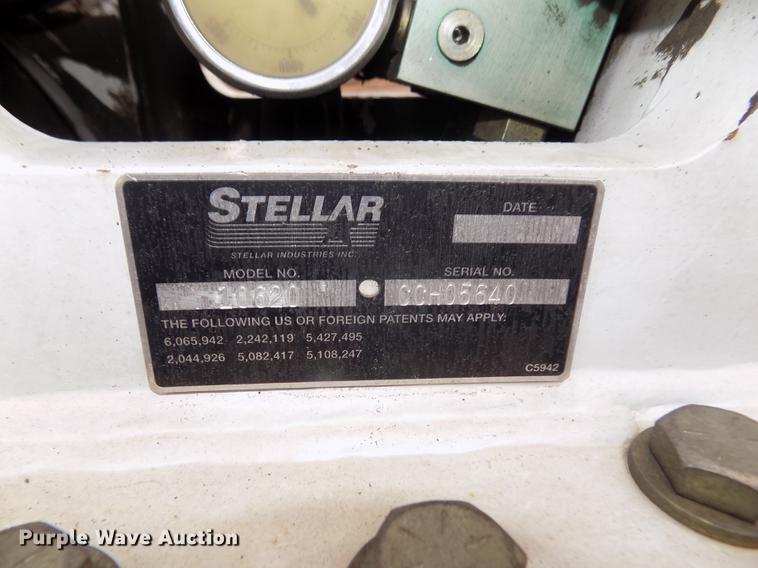 STELLAR
STELLAR INDUSTRIES INC.
DATE
MODEL NO.
SERIAL NO.
10620
CCH05640
THE FOLLOWING US OR FOREIGN PATENTS MAY APPLY:
6,065,942 2,242,119 5,427,495
2,044,926 5,082,417 5,108,247
C5942
Purple Wave Auction